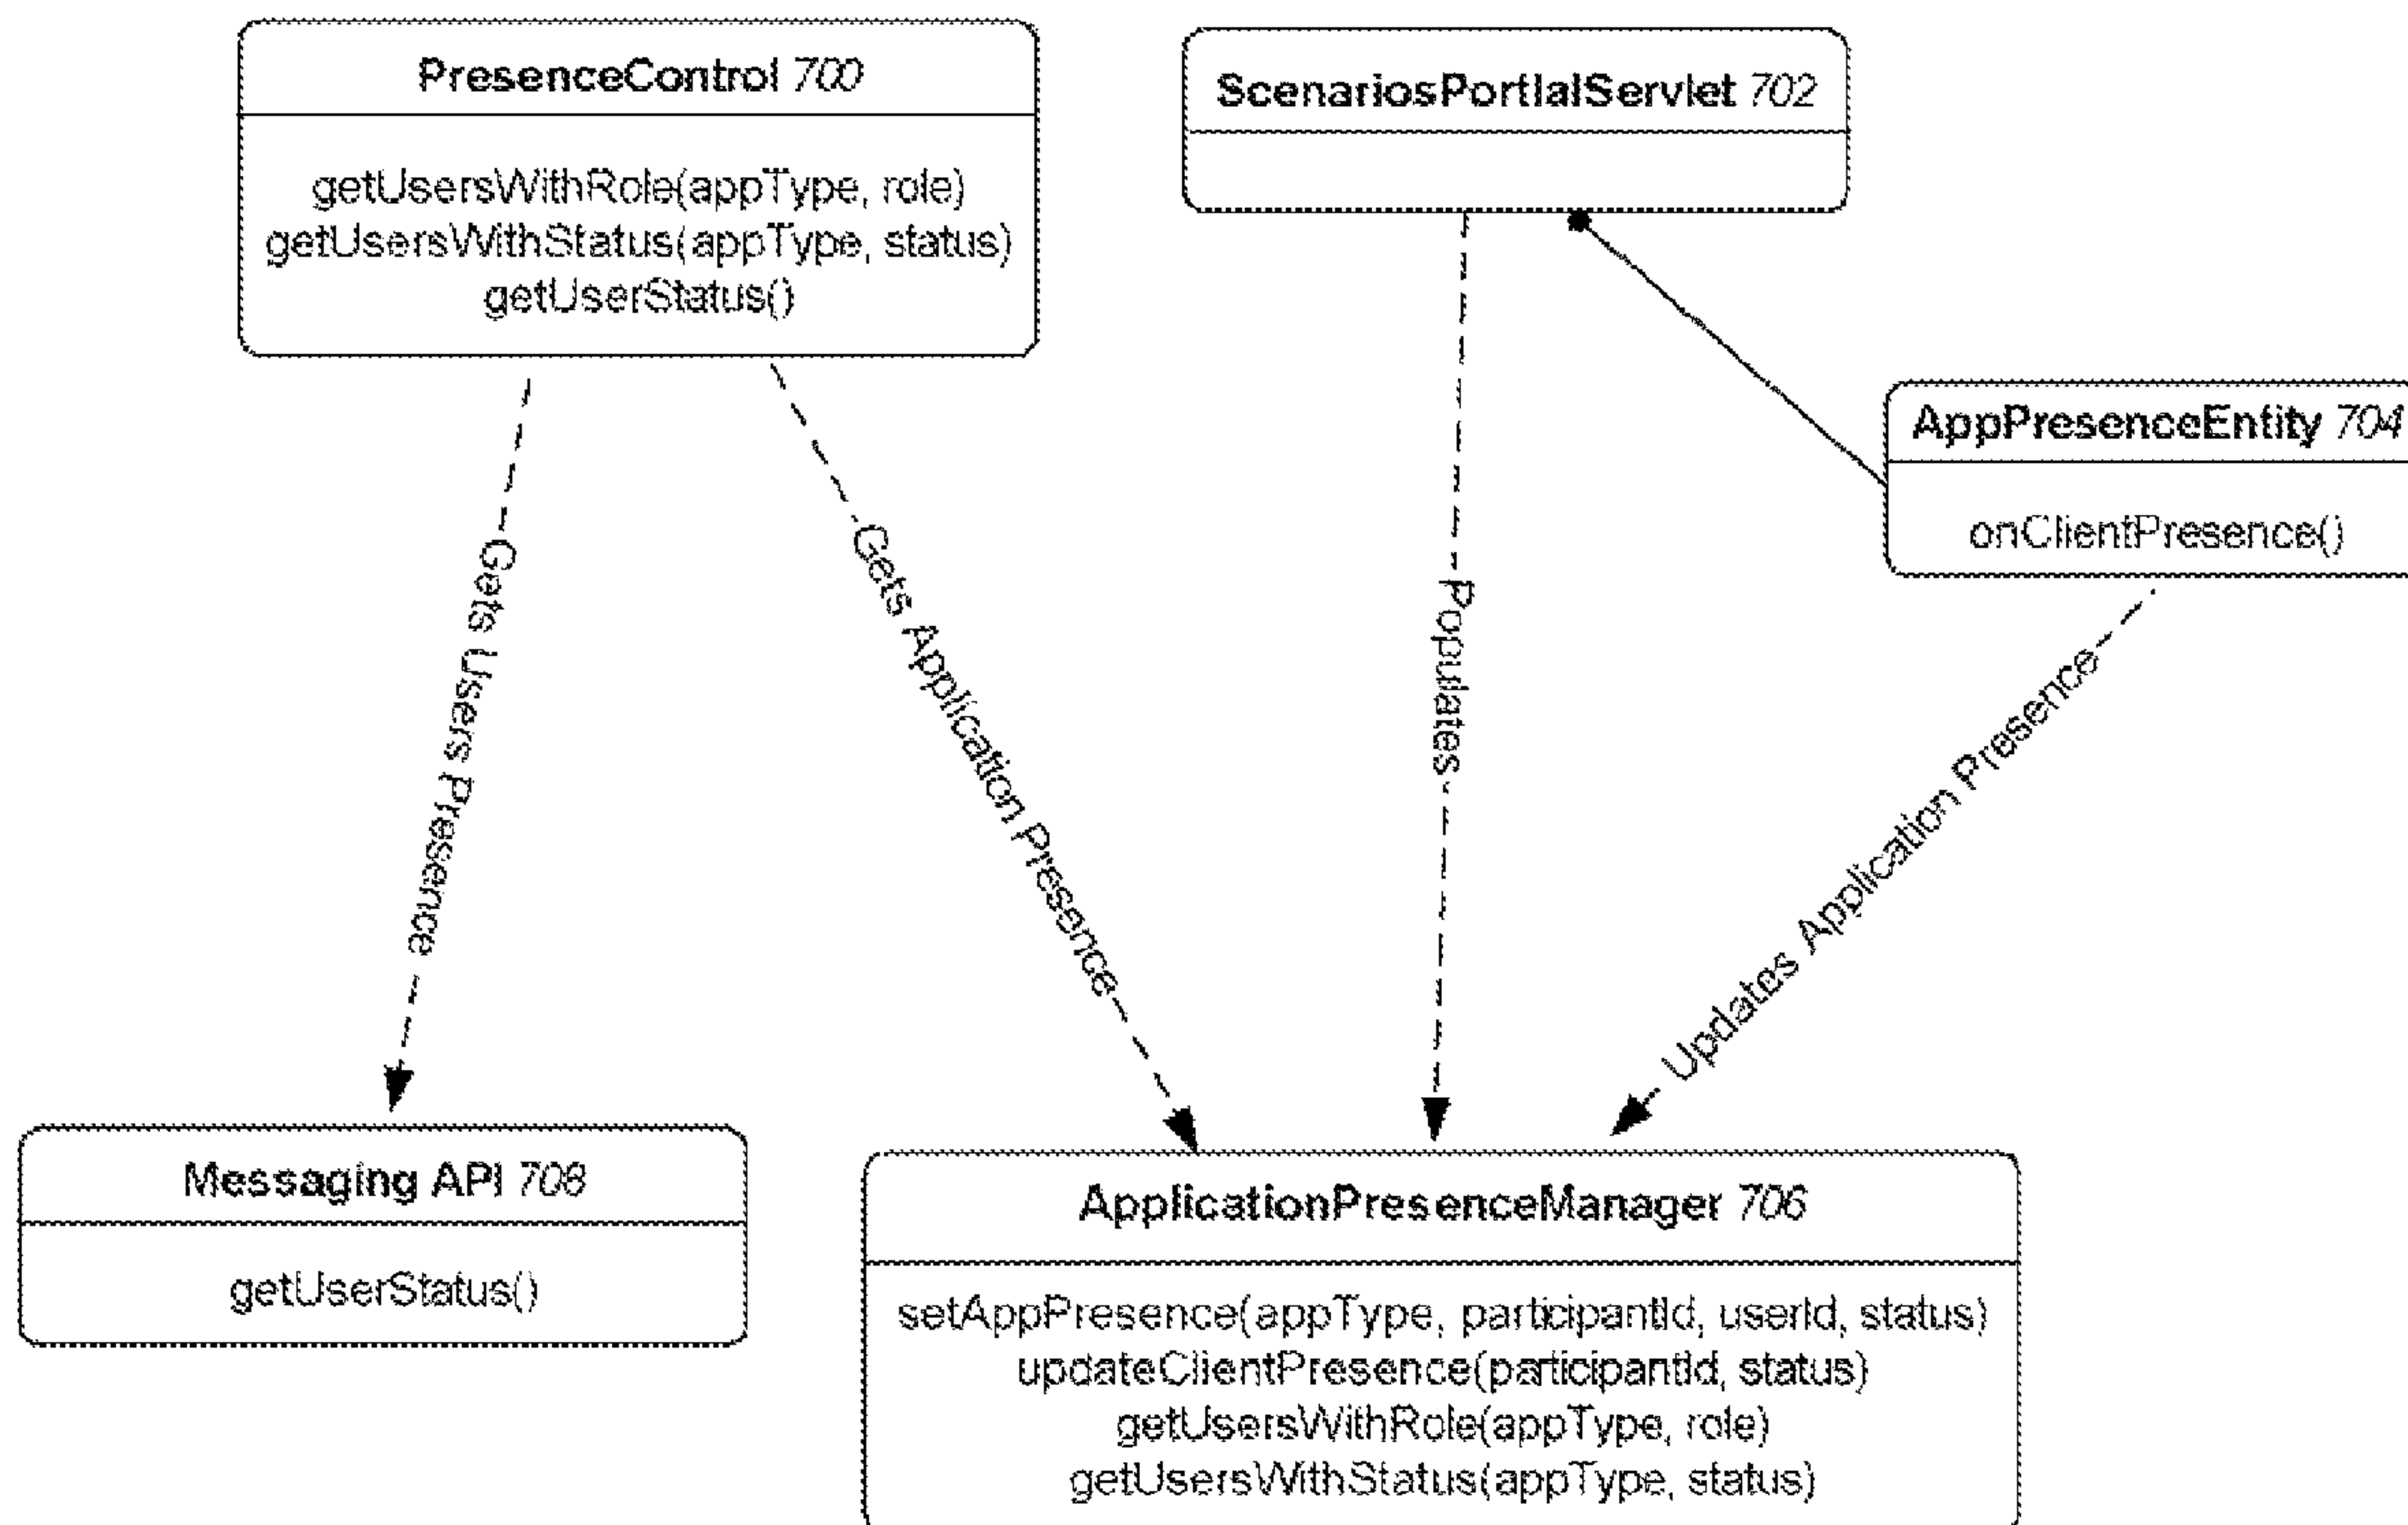 PresenceControl 700
getUsersWithRole(appType, role)
getUsersWithStatus(appType, status)
getUserStatus()
ScenariosPortlalServlet 702
AppPresenceEntity 704
onClientPresence()
Gets Users Presence
Gets Application Presence
Populates
Updates Application Presence
Messaging API 708
getUserStatus()
ApplicationPresenceManager 706
setAppPresence(appType, participantId, userId, status)
updateClientPresence(participantId, status)
getUsersWithRole(appType, role)
getUsersWithStatus(appType, status)